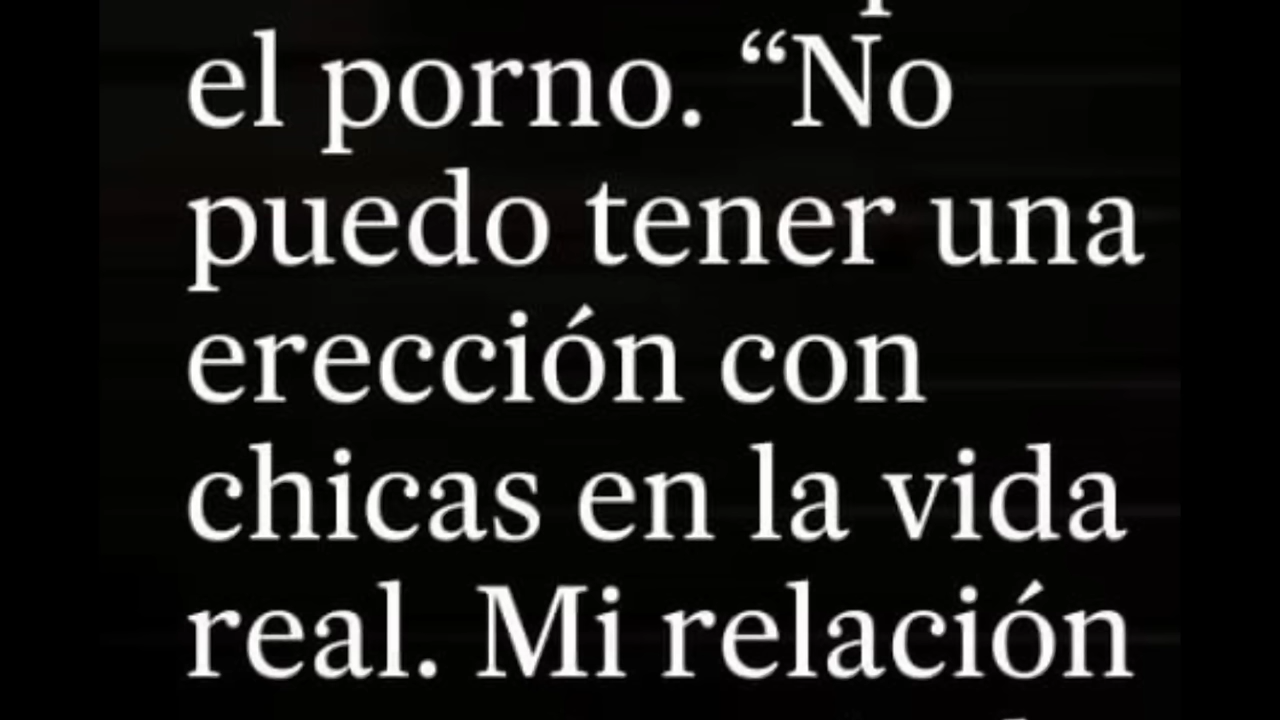 el porno. “No
puedo tener una
erección con
chicas en la vida
real. Mi relación